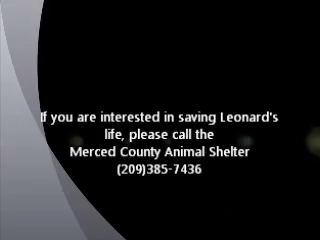 If you are interested in saving Leonard's
life, please call the
Merced County Animal Shelter
(209)385-7436